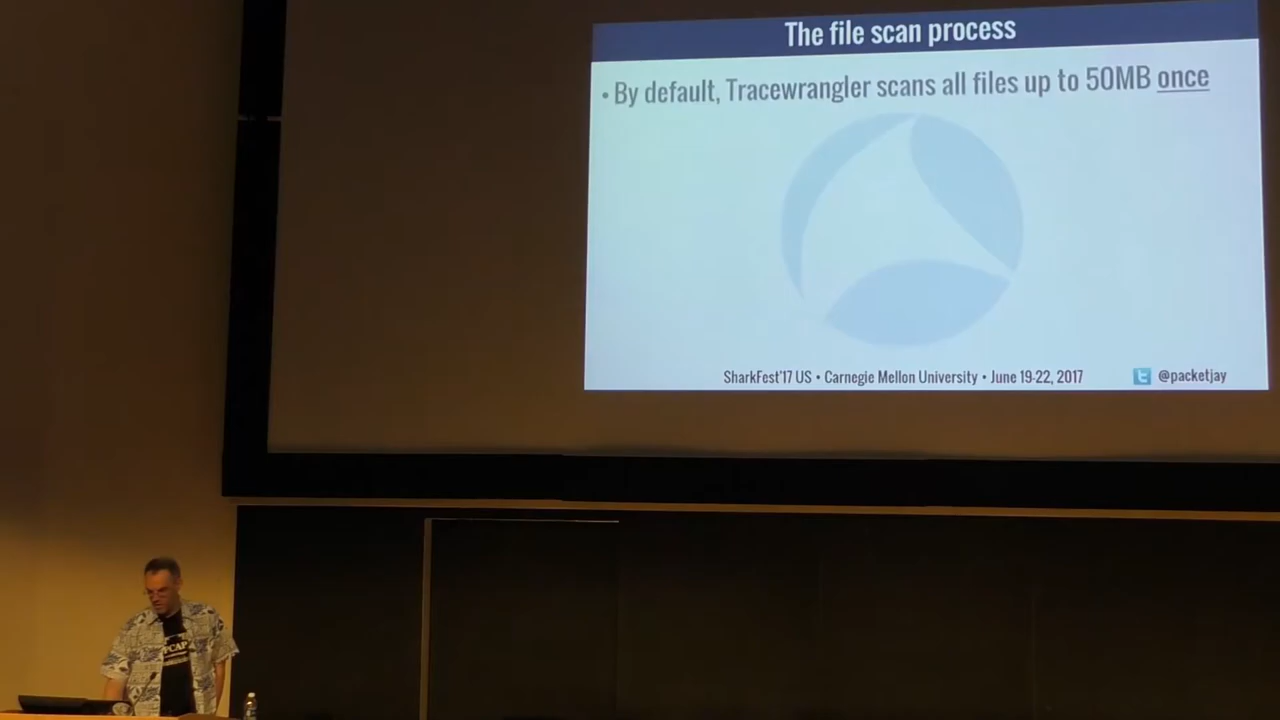 The file scan process
• By default, Tracewrangler scans all files up to 50MB once
SharkFest'17 US • Carnegie Mellon University • June 19-22, 2017
@packetjay